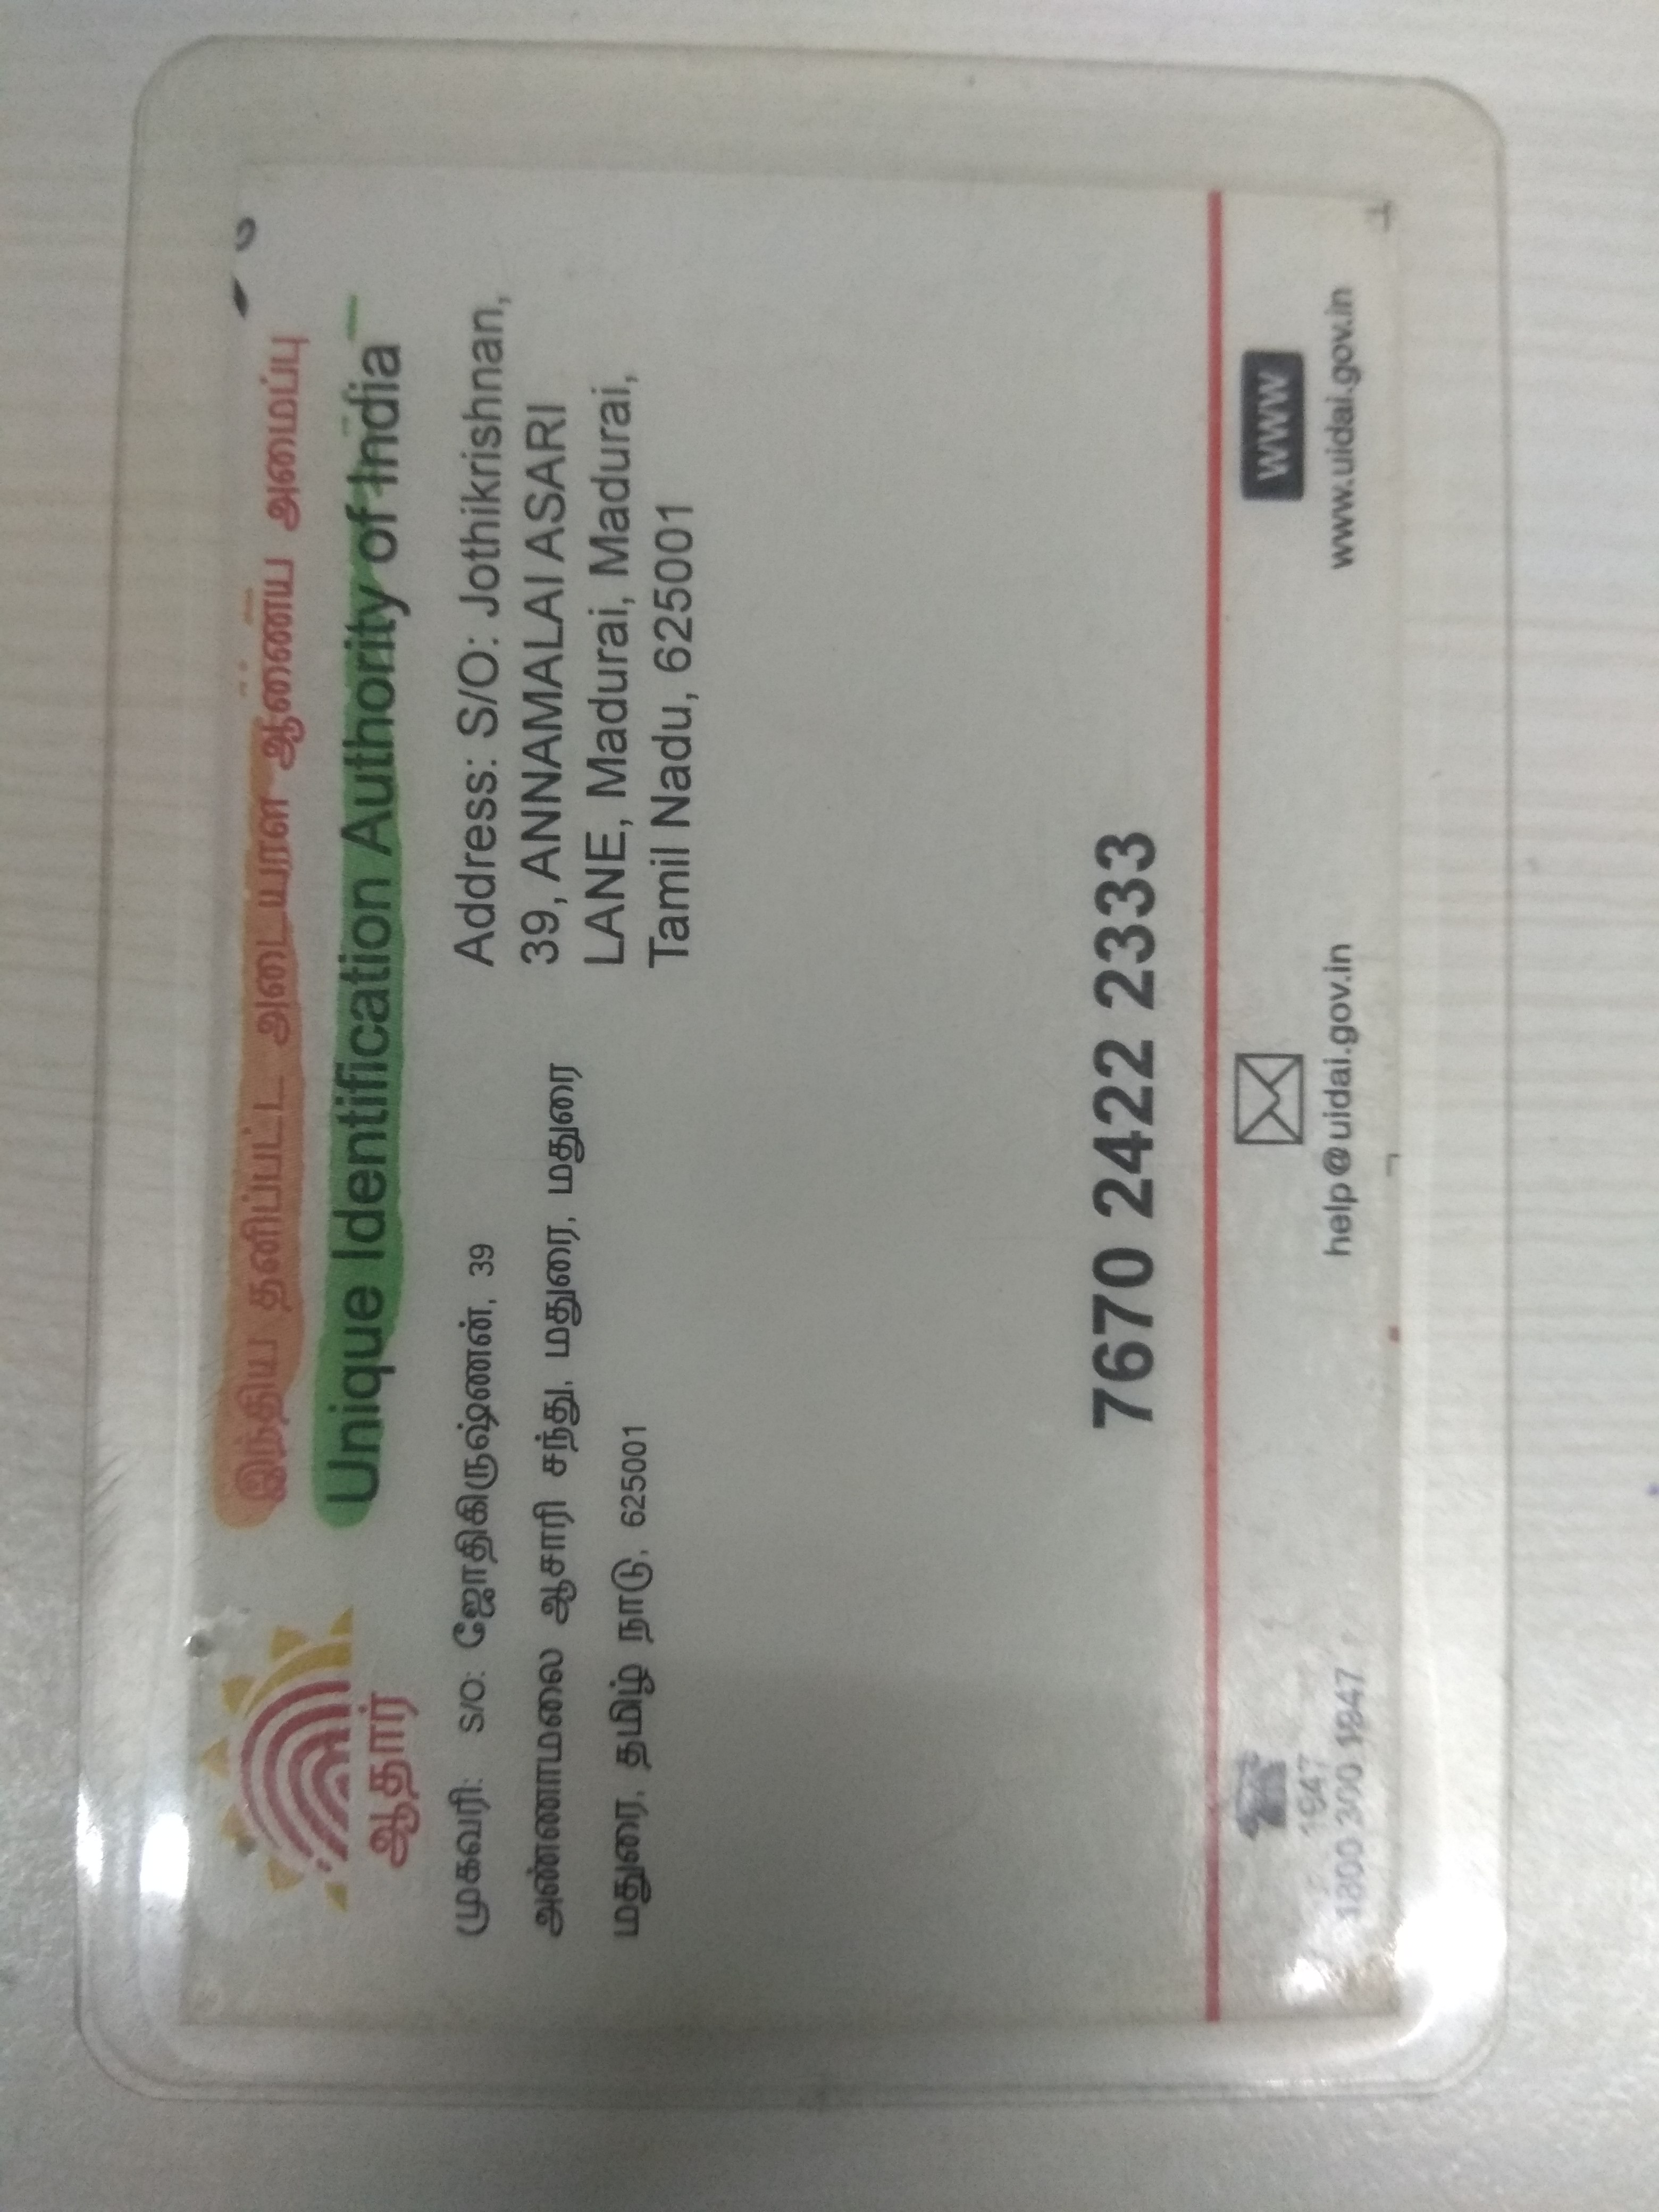 இந்திய தனிப்பட்ட அடையாள ஆணைய அமைப்பு
Unique Identification Authority of India
ஆதார்
முகவரி: S/O: ஜோதிகிருஷ்ணன், 39
அண்ணாமலை ஆசாரி சந்து, மதுரை, மதுரை
மதுரை, தமிழ் நாடு, 625001
Address: S/O: Jothikrishnan,
39, ANNAMALAI ASARI
LANE, Madurai, Madurai,
Tamil Nadu, 625001
7670 2422 2333
1947
1800 300 1947
help@uidai.gov.in
WWW
www.uidai.gov.in